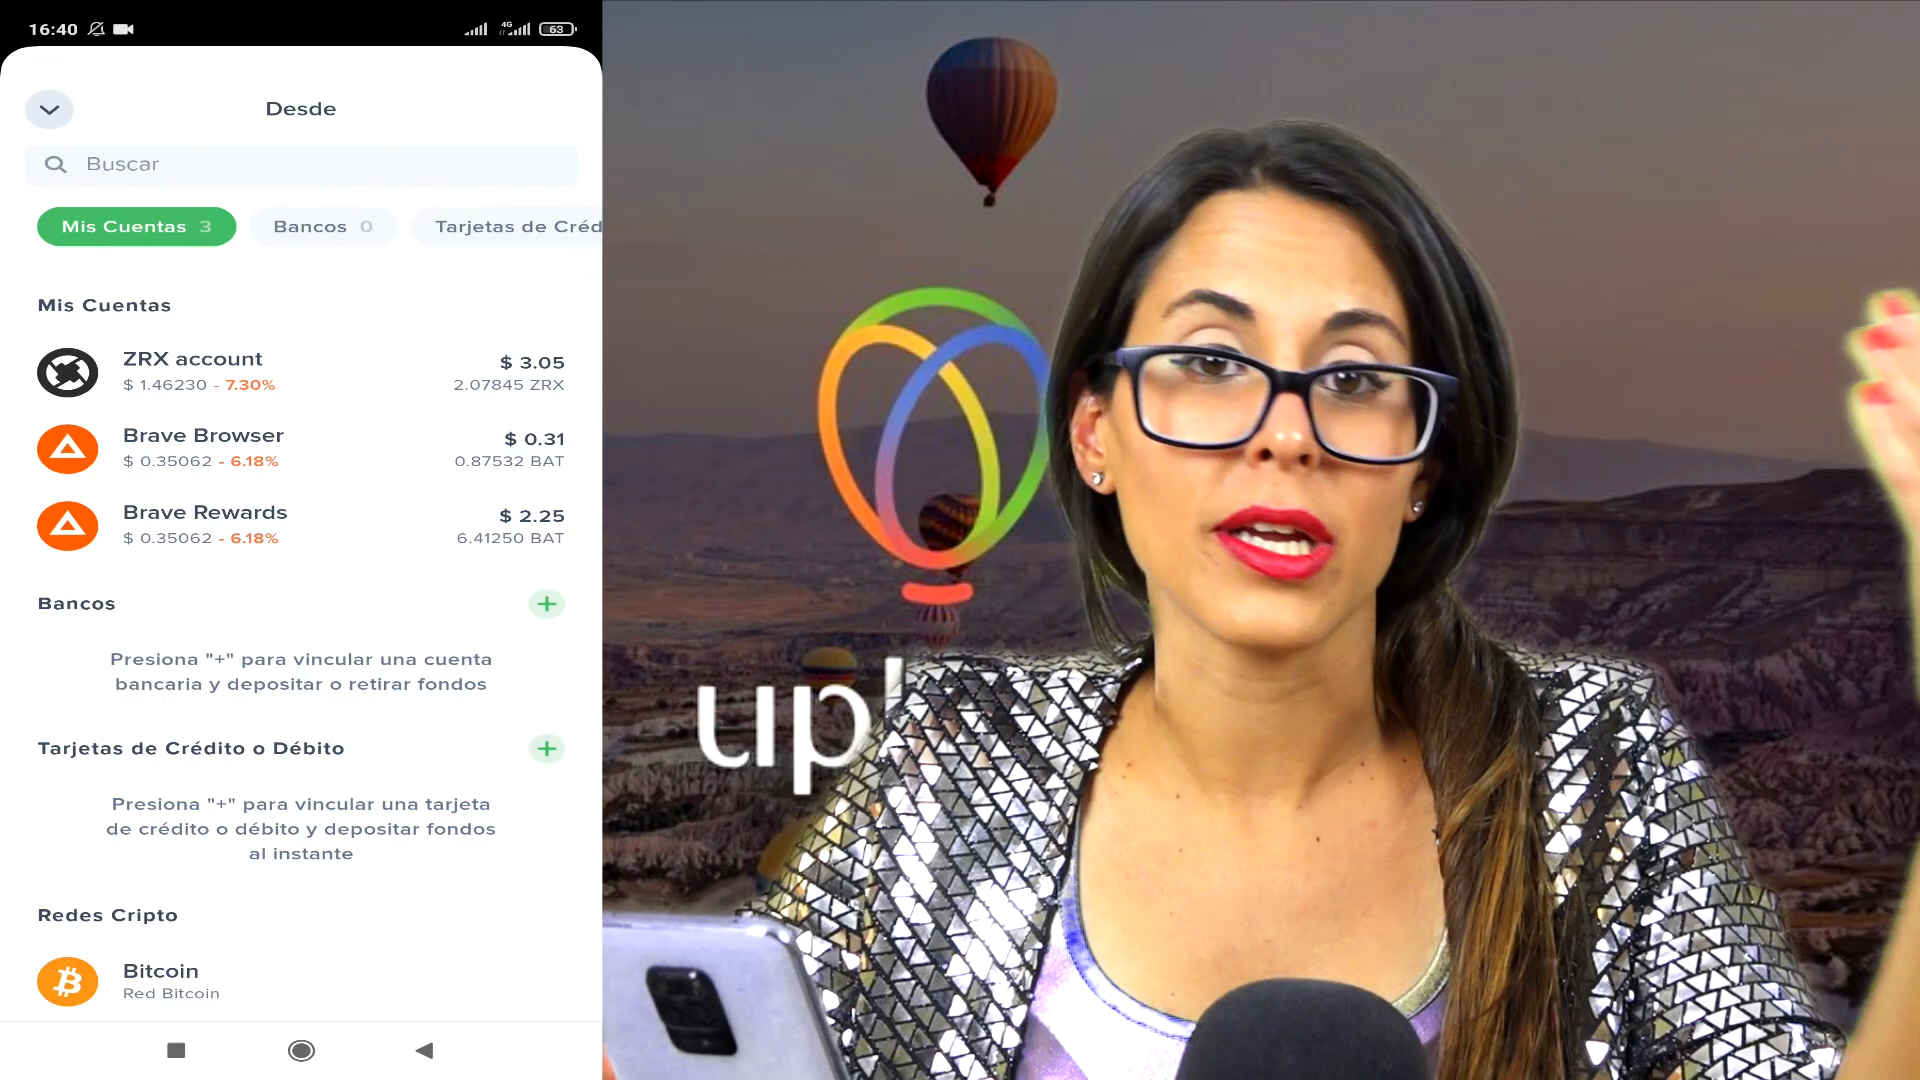 16:40
4G
63
Desde
Buscar
Mis Cuentas 3
Bancos 0
Tarjetas de Créd
Mis Cuentas
ZRX account
$ 3.05
$ 1.46230 - 7.30%
2.07845 ZRX
Brave Browser
$ 0.31
$ 0.35062 - 6.18%
0.87532 BAT
Brave Rewards
$ 2.25
$ 0.35062 - 6.18%
6.41250 BAT
Bancos
Presiona "+" para vincular una cuenta
bancaria y depositar o retirar fondos
Tarjetas de Crédito o Débito
Presiona "+" para vincular una tarjeta
de crédito o débito y depositar fondos
al instante
Redes Cripto
Bitcoin
Red Bitcoin
up